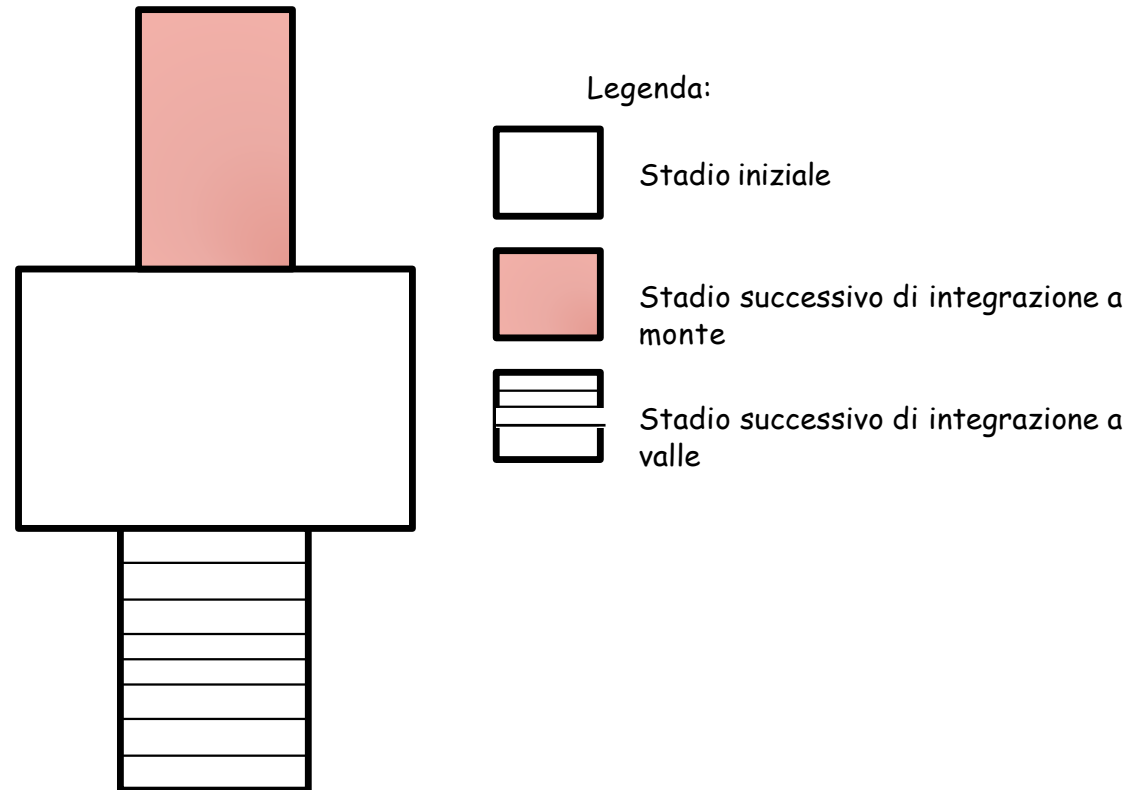 Legenda:
Stadio iniziale
Stadio successivo di integrazione a
monte
Stadio successivo di integrazione a
valle